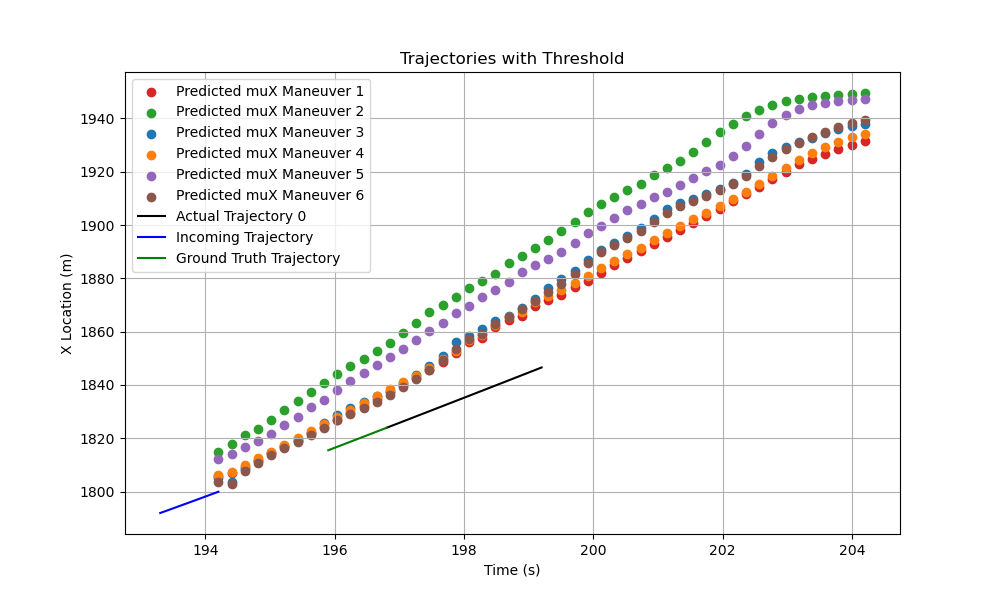 Trajectories with Threshold
Predicted muX Maneuver 1
Predicted muX Maneuver 2
Predicted muX Maneuver 3
Predicted muX Maneuver 4
Predicted muX Maneuver 5
Predicted muX Maneuver 6
Actual Trajectory 0
Incoming Trajectory
Ground Truth Trajectory
X Location (m)
1940
1920
1900
1880
1860
1840
1820
1800
194 196 198 200 202 204
Time (s)